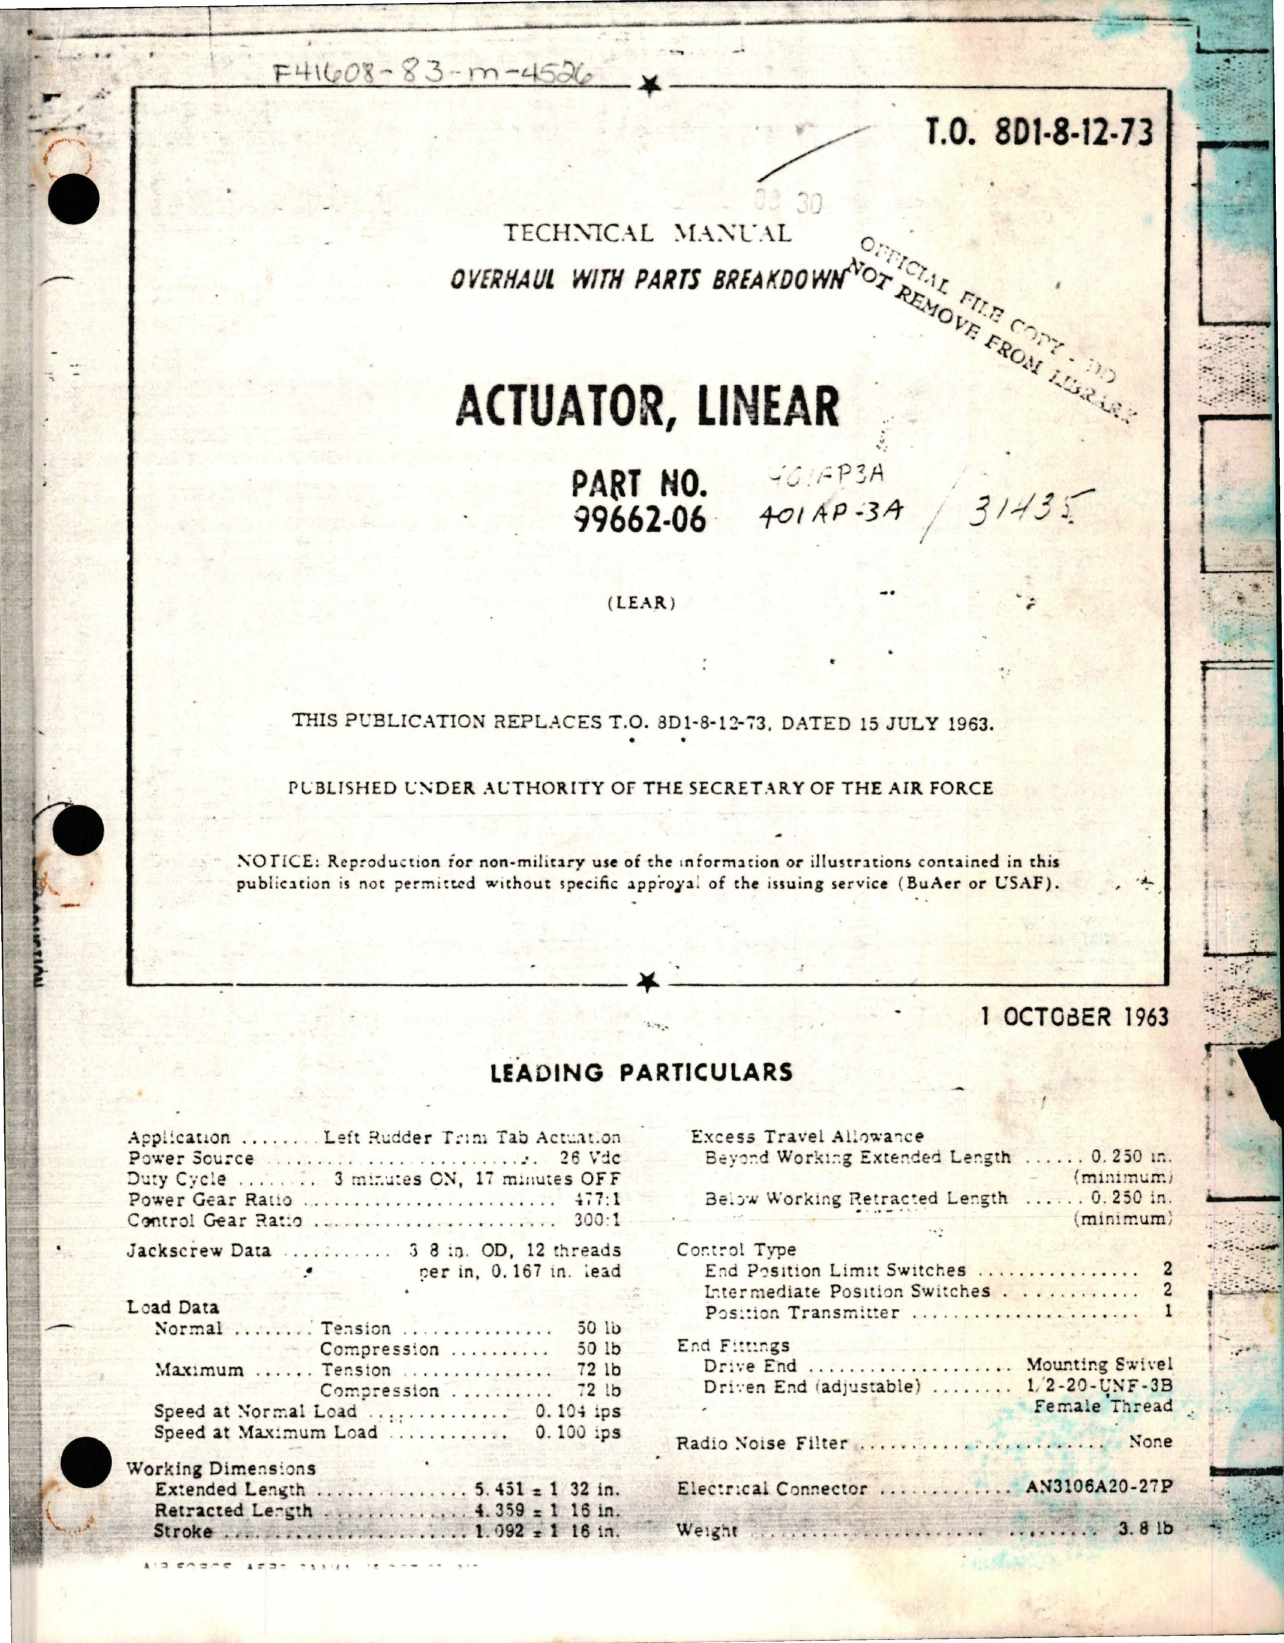 F41608-83-m-4526
T.O. 8D1-8-12-73
30
TECHNICAL MANUAL
OVERHAUL WITH PARTS BREAKDOWN
OFFICIAL FILE COPY - DO
NOT REMOVE FROM LIBRARY
ACTUATOR, LINEAR
PART NO. 401AP3A
99662-06 401AP-3A / 31435
(LEAR)
THIS PUBLICATION REPLACES T.O. 8D1-8-12-73, DATED 15 JULY 1963.
PUBLISHED UNDER AUTHORITY OF THE SECRETARY OF THE AIR FORCE
NOTICE: Reproduction for non-military use of the information or illustrations contained in this
publication is not permitted without specific approval of the issuing service (BuAer or USAF).
1 OCTOBER 1963
LEADING PARTICULARS
Application ........ Left Rudder Trim Tab Actuation
Power Source .......................... 26 Vdc
Duty Cycle ........ 3 minutes ON, 17 minutes OFF
Power Gear Ratio ........................ 477:1
Control Gear Ratio ....................... 300:1
Jackscrew Data ........... 3 8 in. OD, 12 threads
per in, 0.167 in. lead
Load Data
Normal ........ Tension ............... 50 lb
Compression .......... 50 lb
Maximum ...... Tension ............... 72 lb
Compression .......... 72 lb
Speed at Normal Load .............. 0.104 ips
Speed at Maximum Load ............ 0.100 ips
Working Dimensions
Extended Length ............... 5.451 ± 1 32 in.
Retracted Length .............. 4.359 ± 1 16 in.
Stroke ....................... 1.092 ± 1 16 in.
Excess Travel Allowance
Beyond Working Extended Length ...... 0.250 in.
(minimum)
Below Working Retracted Length ...... 0.250 in.
(minimum)
Control Type
End Position Limit Switches ................ 2
Intermediate Position Switches . ........... 2
Position Transmitter ...................... 1
End Fittings
Drive End .................... Mounting Swivel
Driven End (adjustable) ........ 1/2-20-UNF-3B
Female Thread
Radio Noise Filter ........................ None
Electrical Connector ............. AN3106A20-27P
Weight ................................ 3.8 lb